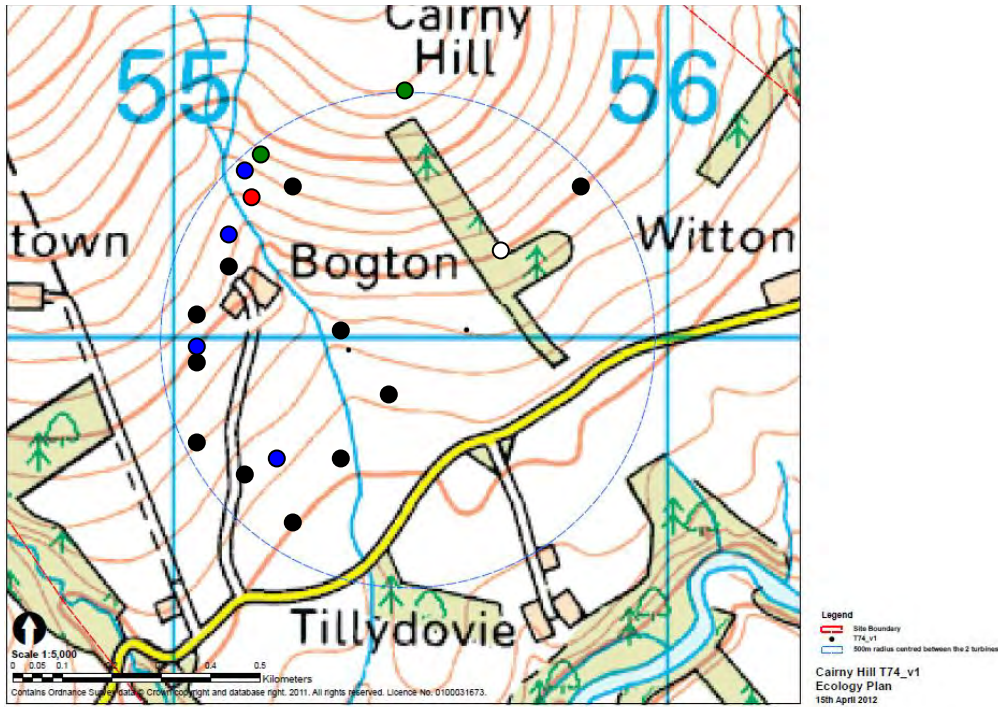 Cairny
Hill
55
56
town
Bogton
Witton
Tillydovie
Scale 1:5,000
0 0.05 0.1 0.2 0.3 0.4 0.5
Kilometers
Contains Ordnance Survey data © Crown copyright and database right. 2011. All rights reserved. Licence No. 0100031673.
Legend
Site Boundary
T74_v1
500m radius centred between the 2 turbines
Cairny Hill T74_v1
Ecology Plan
15th April 2012